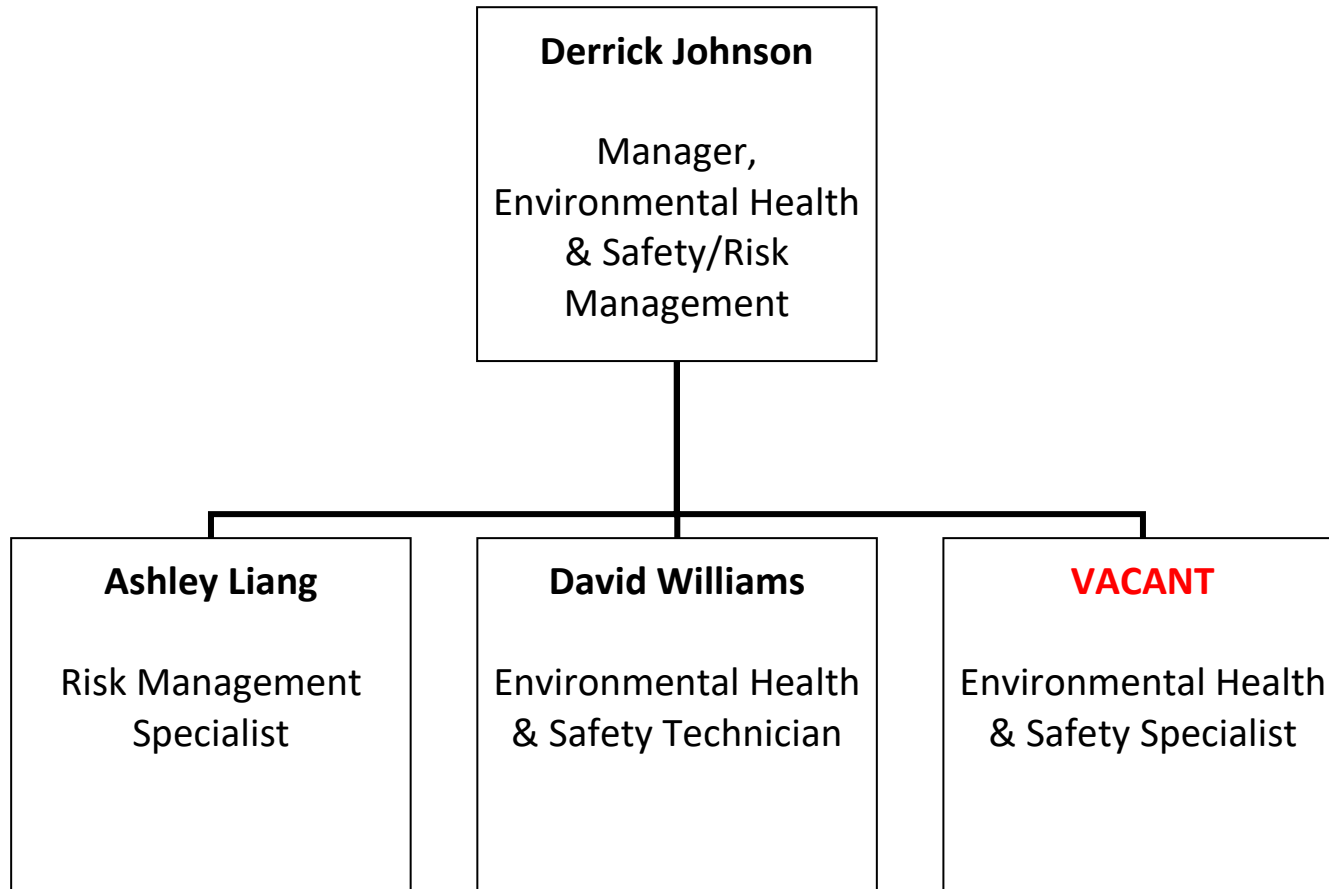 Derrick Johnson
Manager,
Environmental Health
& Safety/Risk
Management
Ashley Liang
Risk Management
Specialist
David Williams
Environmental Health
& Safety Technician
VACANT
Environmental Health
& Safety Specialist